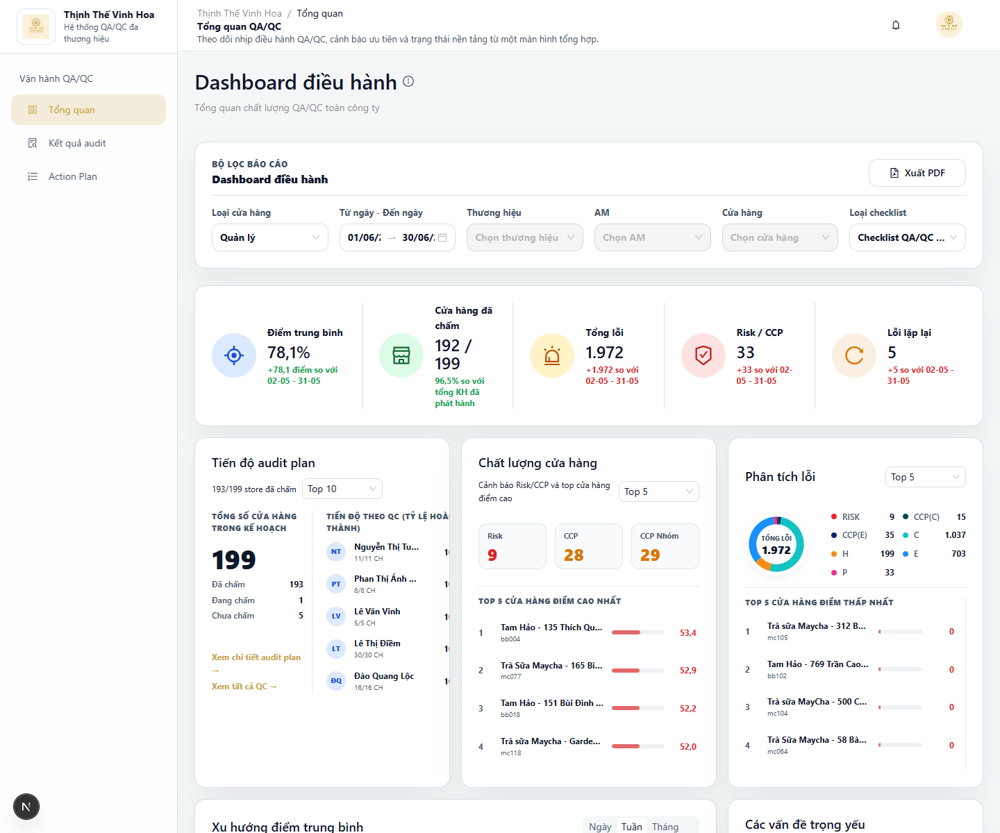 Thịnh Thế Vinh Hoa
Hệ thống QA/QC đa
thương hiệu
Thịnh Thế Vinh Hoa / Tổng quan
Tổng quan QA/QC
Theo dõi nhịp điều hành QA/QC, cảnh báo ưu tiên và trạng thái nền tảng từ một màn hình tổng hợp.
Vận hành QA/QC
Tổng quan
Kết quả audit
Action Plan
Dashboard điều hành
Tổng quan chất lượng QA/QC toàn công ty
BỘ LỌC BÁO CÁO
Dashboard điều hành
Xuất PDF
Loại cửa hàng
Từ ngày - Đến ngày
Thương hiệu
AM
Cửa hàng
Loại checklist
Quản lý
01/06/2 → 30/06/2
Chọn thương hiệu
Chọn AM
Chọn cửa hàng
Checklist QA/QC ...
Điểm trung bình
78,1%
+78,1 điểm so với
02-05 - 31-05
Cửa hàng đã
chấm
192 /
199
96,5% so với
tổng KH đã
phát hành
Tổng lỗi
1.972
+1.972 so với
02-05 - 31-05
Risk / CCP
33
+33 so với 02-
05 - 31-05
Lỗi lặp lại
5
+5 so với 02-05 -
31-05
Tiến độ audit plan
193/199 store đã chấm
Top 10
TỔNG SỐ CỬA HÀNG
TRONG KẾ HOẠCH
199
Đã chấm 193
Đang chấm 1
Chưa chấm 5
Xem chi tiết audit plan
→
Xem tất cả QC →
TIẾN ĐỘ THEO QC (TỶ LỆ HOÀ
THÀNH)
NT Nguyễn Thị Tu... 10
11/11 CH
PT Phan Thị Ánh ... 10
8/8 CH
LV Lê Văn Vinh 10
5/5 CH
LT Lê Thị Điềm 10
30/30 CH
ĐQ Đào Quang Lộc 10
16/16 CH
Chất lượng cửa hàng
Cảnh báo Risk/CCP và top cửa hàng
điểm cao
Top 5
Risk
9
CCP
28
CCP Nhóm
29
TOP 5 CỬA HÀNG ĐIỂM CAO NHẤT
1 Tam Hảo - 135 Thích Qu... 53,4
bb004
2 Trà Sữa Maycha - 165 Bì... 52,9
mc077
3 Tam Hảo - 151 Bùi Đình ... 52,2
bb018
4 Trà sữa Maycha - Garde... 52,0
mc118
Phân tích lỗi
Top 5
TỔNG LỖI
1.972
RISK 9
CCP(C) 15
CCP(E) 35
C 1.037
H 199
E 703
P 33
TOP 5 CỬA HÀNG ĐIỂM THẤP NHẤT
1 Trà sữa Maycha - 312 B... 0
mc105
2 Tam Hảo - 769 Trần Cao... 0
bb102
3 Trà sữa MayCha - 500 C... 0
mc104
4 Trà Sữa Maycha - 58 Bà... 0
mc064
Xu hướng điểm trung bình
Ngày Tuần Tháng
Các vấn đề trọng yếu
N